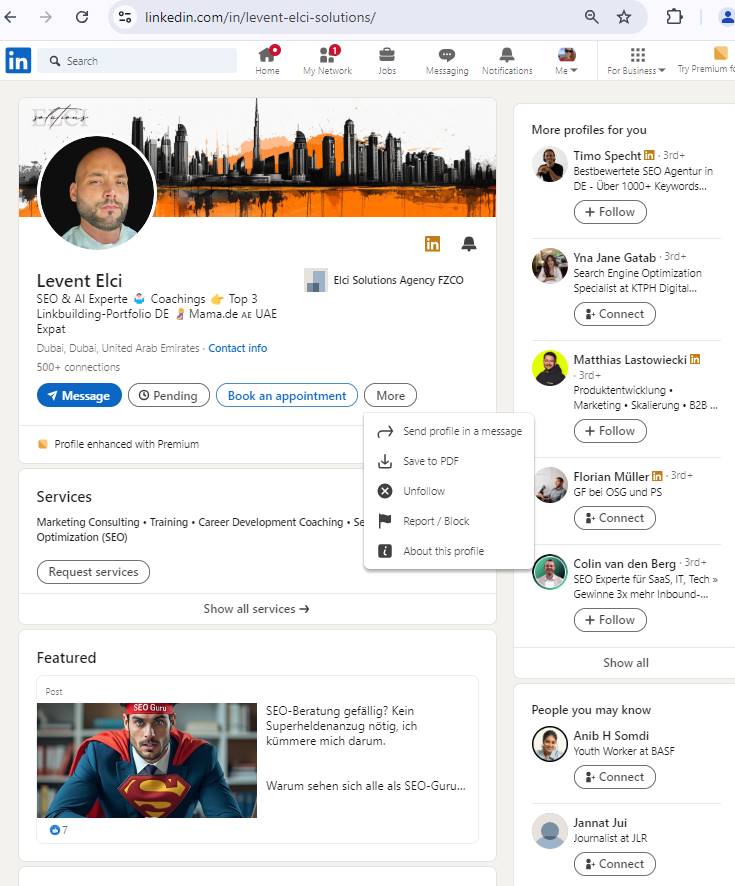 linkedin.com/in/levent-elci-solutions/
in
Search
Home
1
My Network
Jobs
Messaging
Notifications
Me
For Business
Try Premium fo
ELCI
solutions
in
Levent Elci
SEO & AI Experte 🤹 Coachings 👉 Top 3
Linkbuilding-Portfolio DE 🤱 Mama.de ᴀᴇ UAE
Expat
Elci Solutions Agency FZCO
Dubai, Dubai, United Arab Emirates · Contact info
500+ connections
Message
Pending
Book an appointment
More
Send profile in a message
Save to PDF
Unfollow
Report / Block
About this profile
Profile enhanced with Premium
Services
Marketing Consulting • Training • Career Development Coaching • Se
Optimization (SEO)
Request services
Show all services →
Featured
Post
SEO Guru
SEO-Beratung gefällig? Kein
Superheldenanzug nötig, ich
kümmere mich darum.
Warum sehen sich alle als SEO-Guru...
7
More profiles for you
Timo Specht in · 3rd+
Bestbewertete SEO Agentur in
DE - Über 1000+ Keywords...
+ Follow
Yna Jane Gatab · 3rd+
Search Engine Optimization
Specialist at KTPH Digital...
Connect
Matthias Lastowiecki in
· 3rd+
Produktentwicklung •
Marketing • Skalierung • B2B ...
+ Follow
Florian Müller in · 3rd+
GF bei OSG und PS
Connect
Colin van den Berg · 3rd+
SEO Experte für SaaS, IT, Tech »
Gewinne 3x mehr Inbound-...
+ Follow
Show all
People you may know
Anib H Somdi
Youth Worker at BASF
Connect
Jannat Jui
Journalist at JLR
Connect